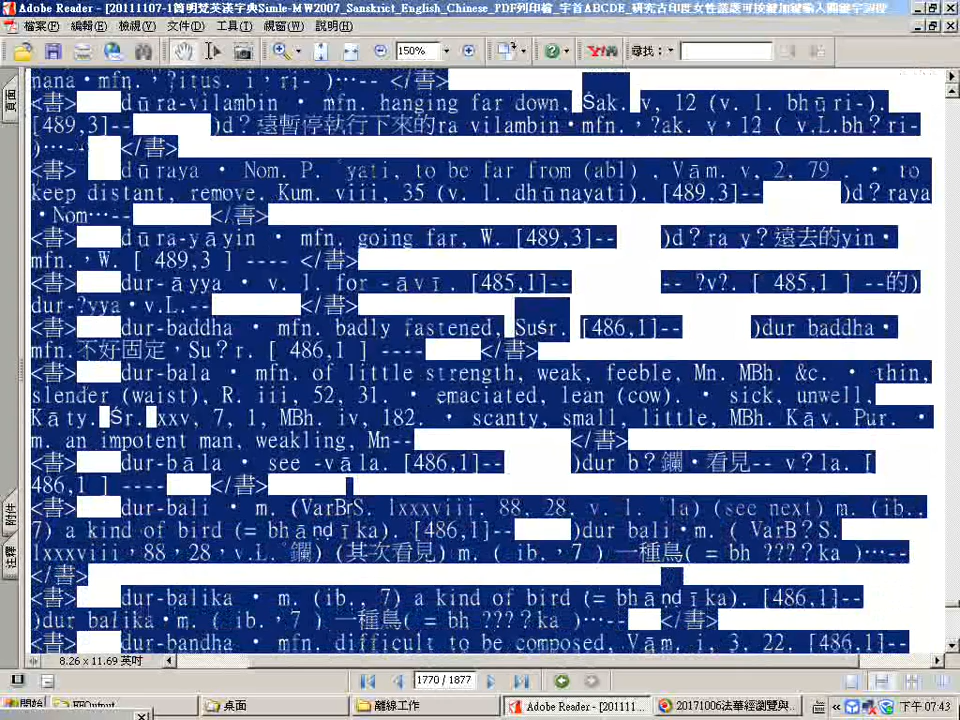 Adobe Reader - [20111107-1簡明梵英漢字典Simle-MW2007_Sanskrit_English_Chinese_PDF列印檔_字首ABCDE_研究古印度女性議題可按鍵輸入關鍵字詞搜
檔案(F) 編輯(E) 檢視(V) 文件(D) 工具(T) 視窗(W) 說明(H)
150% 尋找：
nana‧mfn. ，?itus. i，ri- )…-- </書>
<書> dūra-vilambin ‧ mfn. hanging far down, Śak. v, 12 (v. l. bhūri-).
[489,3]-- )d？遠暫停執行下來的ra vilambin‧mfn.，?ak. v，12 ( v.L.bh？ri-
)…-- </書>
<書> dūraya ‧ Nom. P. ˚yati, to be far from (abl) , Vām. v, 2, 79 . ‧ to
keep distant, remove, Kum. viii, 35 (v. l. dhūnayati). [489,3]-- )d？raya
‧Nom…-- </書>
<書> dūra-yāyin ‧ mfn. going far, W. [489,3]-- )d？ra y？遠去的yin‧
mfn.，W. [ 489,3 ] ---- </書>
<書> dur-āyya ‧ v. l. for -āvī. [485,1]-- -- ?v?. [ 485,1 ] --的)
dur-?yya‧v.L.-- </書>
<書> dur-baddha ‧ mfn. badly fastened, Suśr. [486,1]-- )dur baddha‧
mfn.不好固定，Su？r. [ 486,1 ] ---- </書>
<書> dur-bala ‧ mfn. of little strength, weak, feeble, Mn. MBh. &c. ‧ thin,
slender (waist), R. iii, 52, 31. ‧ emaciated, lean (cow). ‧ sick, unwell,
Kāty. Śr. xxv, 7, 1, MBh. iv, 182. ‧ scanty, small, little, MBh. Kāv. Pur. ‧
m. an impotent man, weakling, Mn-- </書>
<書> dur-bāla ‧ see -vāla. [486,1]-- )dur b？鑭‧看見-- v？la. [
486,1 ] ---- </書>
<書> dur-bali ‧ m. (VarBṛS. lxxxviii. 88, 28, v. l. ˚la) (see next) m. (ib.,
7) a kind of bird (= bhāṇḍīka). [486,1]-- )dur bali‧m. ( VarB？S.
lxxxviii，88，28，v.L.˚鑭) (其次看見) m. ( ib.，7 ) 一種鳥( = bh ???？ka )…--
</書>
<書> dur-balika ‧ m. (ib., 7) a kind of bird (= bhāṇḍīka). [486,1]--
)dur balika‧m. ( ib.，7 ) 一種鳥( = bh ???？ka )…-- </書>
<書> dur-bandha ‧ mfn. difficult to be composed, Vām. i, 3, 22. [486,1]--
頁面
附件
註釋
8.26 x 11.69 英吋
1770 / 1877
開始 桌面 離線工作 Adobe Reader - [201111... 20171006法華經瀏覽與... 下午 07:43